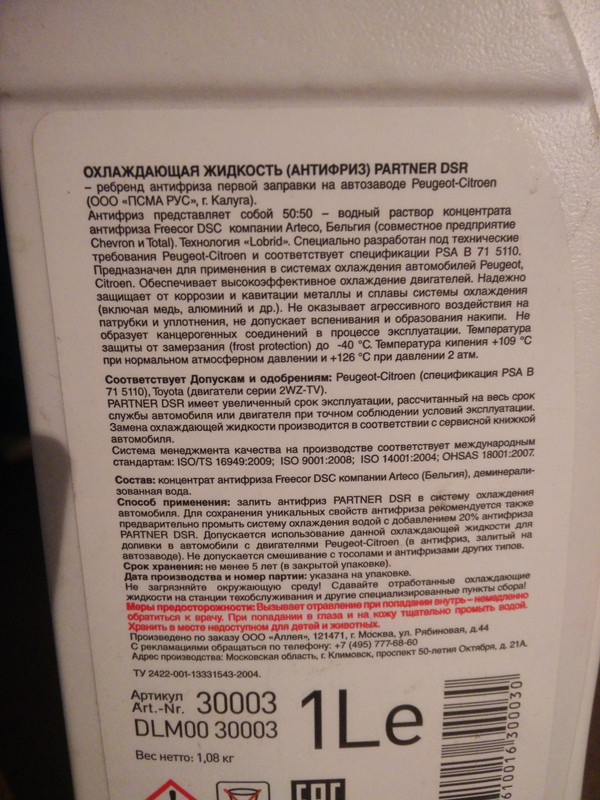 ОХЛАЖДАЮЩАЯ ЖИДКОСТЬ (АНТИФРИЗ) PARTNER DSR
– ребренд антифриза первой заправки на автозаводе Peugeot-Citroen
(ООО «ПСМА РУС», г. Калуга).
Антифриз представляет собой 50:50 – водный раствор концентрата
антифриза Freecor DSC компании Arteco, Бельгия (совместное предприятие
Chevron и Total). Технология «Lobrid». Специально разработан под технические
требования Peugeot-Citroen и соответствует спецификации PSA B 71 5110.
Предназначен для применения в системах охлаждения автомобилей Peugeot,
Citroen. Обеспечивает высокоэффективное охлаждение двигателей. Надежно
защищает от коррозии и кавитации металлы и сплавы системы охлаждения
(включая медь, алюминий и др.). Не оказывает агрессивного воздействия на
патрубки и уплотнения, не допускает вспенивания и образования накипи. Не
образует канцерогенных соединений в процессе эксплуатации. Температура
защиты от замерзания (frost protection) до -40 °С. Температура кипения +109 °С
при нормальном атмосферном давлении и +126 °С при давлении 2 атм.
Соответствует Допускам и одобрениям: Peugeot-Citroen (спецификация PSA B
71 5110), Toyota (двигатели серии 2WZ-TV).
PARTNER DSR имеет увеличенный срок эксплуатации, рассчитанный на весь срок
службы автомобиля или двигателя при точном соблюдении условий эксплуатации.
Замена охлаждающей жидкости производится в соответствии с сервисной книжкой
автомобиля.
Система менеджмента качества на производстве соответствует международным
стандартам: ISO/TS 16949:2009; ISO 9001:2008; ISO 14001:2004; OHSAS 18001:2007.
Состав: концентрат антифриза Freecor DSC компании Arteco (Бельгия), деминерали-
зованная вода.
Способ применения: залить антифриз PARTNER DSR в систему охлаждения
автомобиля. Для сохранения уникальных свойств антифриза рекомендуется также
предварительно промыть систему охлаждения водой с добавлением 20% антифриза
PARTNER DSR. Допускается использование данной охлаждающей жидкости для
доливки в автомобили с двигателями Peugeot-Citroen. (в антифриз, залитый на
автозаводе). Не допускается смешивание с тосолами и антифризами других типов.
Срок хранения: не менее 5 лет (в закрытой упаковке).
Дата производства и номер партии: указана на упаковке.
Не загрязняйте окружающую среду! Сдавайте отработанные охлаждающие
жидкости на станции техобслуживания и другие специализированные пункты сбора!
Меры предосторожности: Вызывает отравление при попадании внутрь – немедленно
обратиться к врачу. При попадании в глаза и на кожу тщательно промыть водой.
Хранить в месте недоступном для детей и животных.
Произведено по заказу ООО «Аллея», 121471, г. Москва, ул. Рябиновая, д.44
С рекламациями обращаться по телефону: +7 (495) 777-68-60
Адрес производства: Московская область, г. Климовск, проспект 50-летия Октября, д. 21А.
ТУ 2422-001-13331543-2004.
Артикул
Art.-Nr. 30003
DLM00 30003
1Le
Вес нетто: 1,08 кг
610016 300030
ЕАС